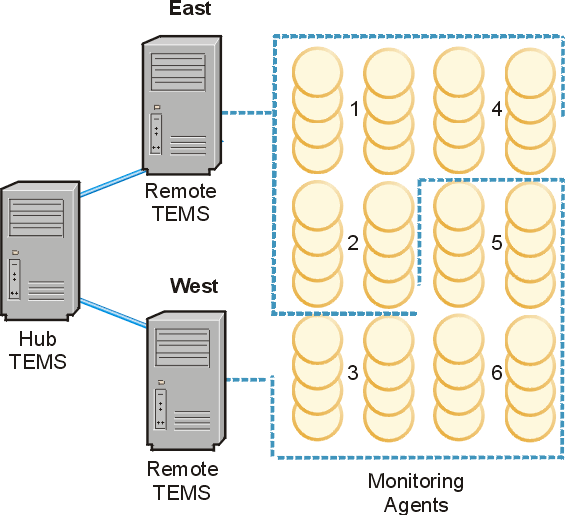 East
1
4
Remote
TEMS
2
5
West
Hub
TEMS
3
6
Remote
TEMS
Monitoring
Agents